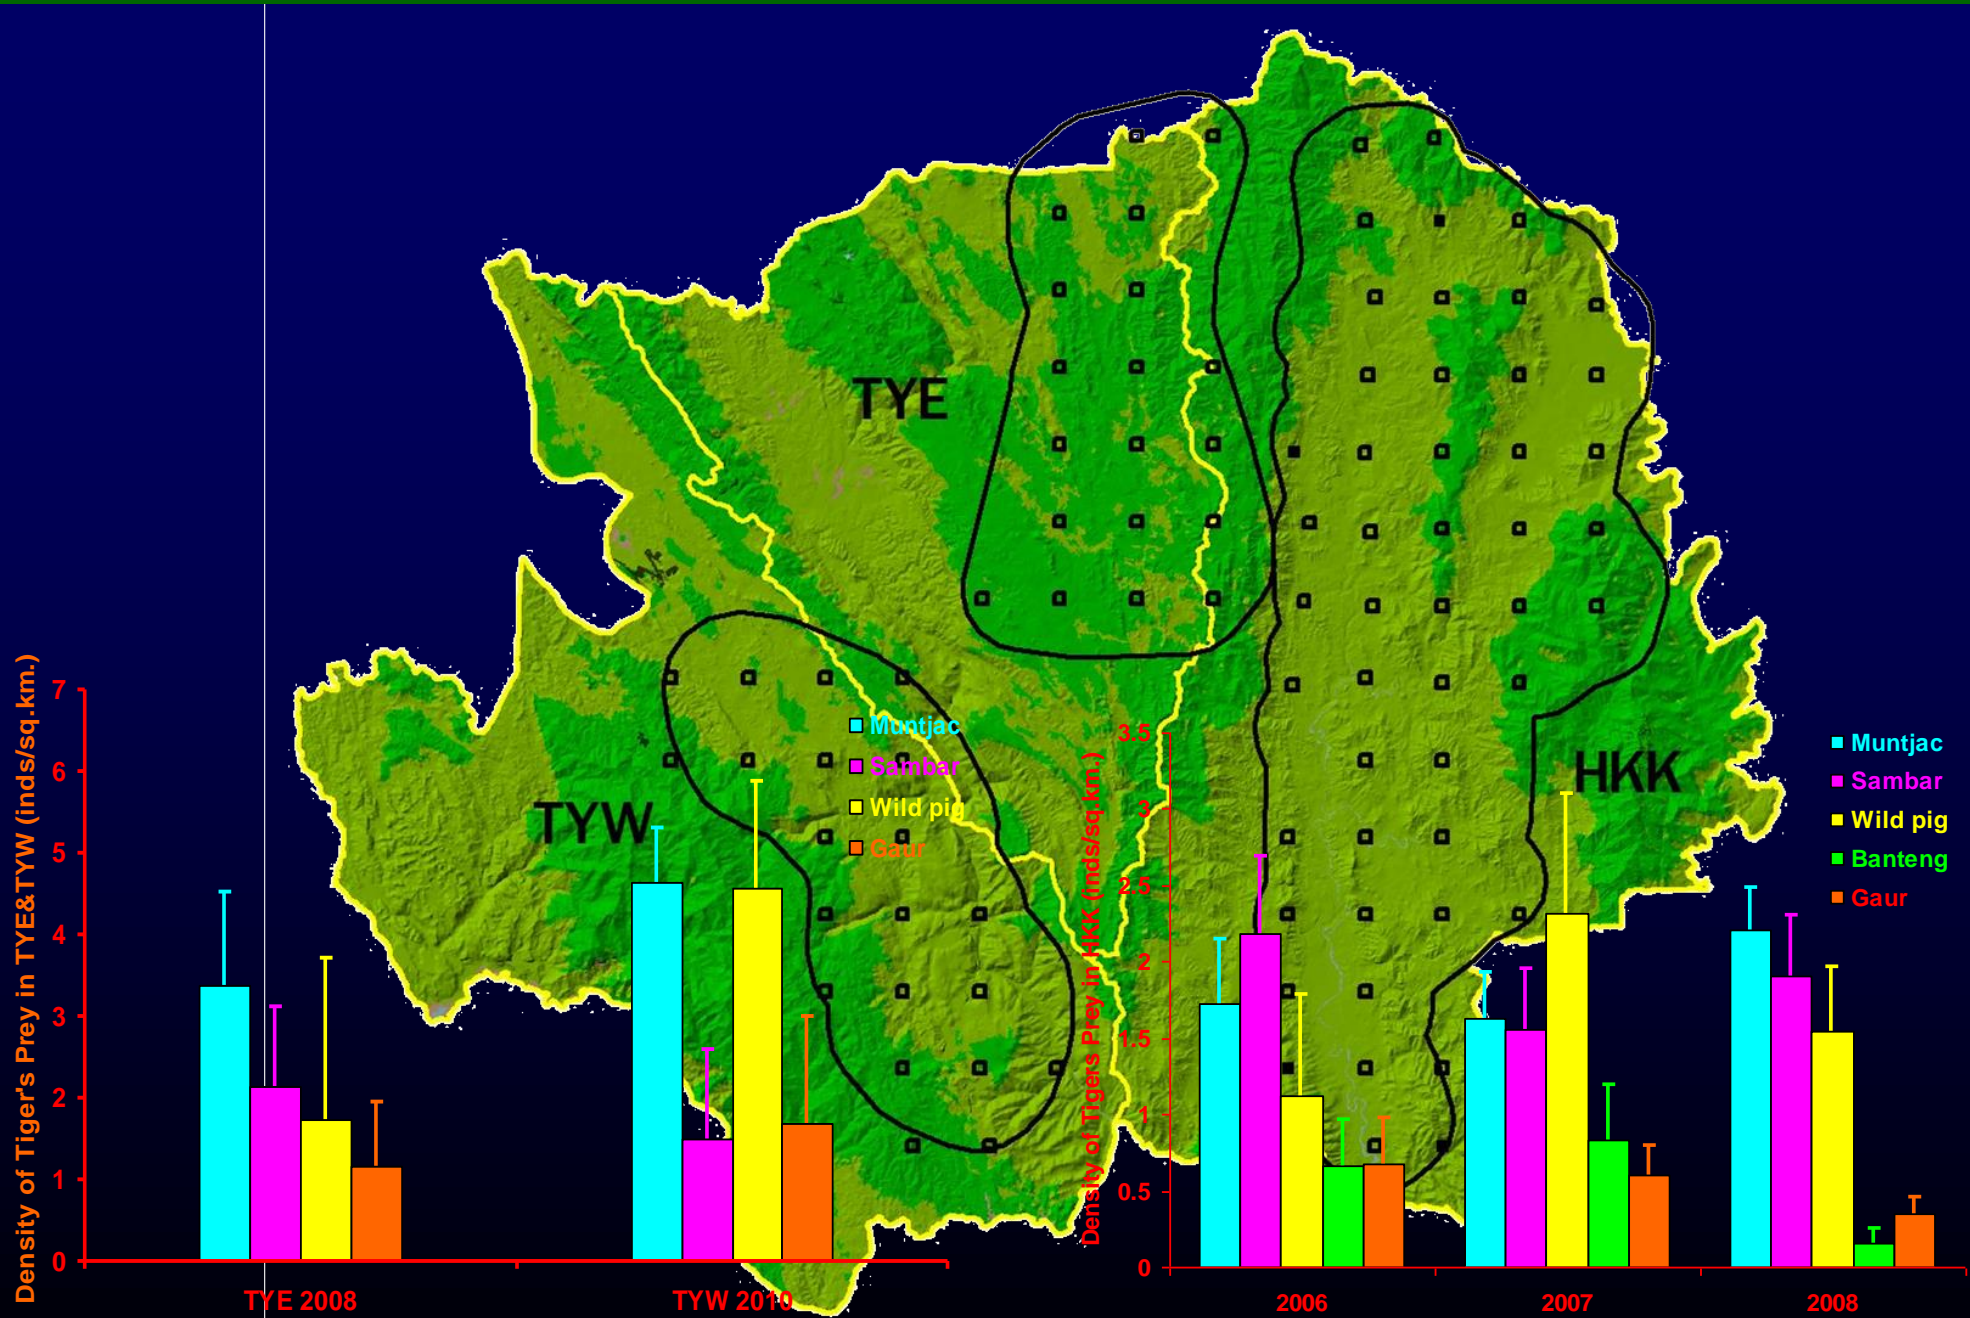 TYE
TYW
HKK
Density of Tiger's Prey in TYE&TYW (inds/sq.km.)
7
6
5
4
3
2
1
0
Muntjac
Sambar
Wild pig
Gaur
TYE 2008
TYW 2010
Density of Tigers Prey in HKK (inds/sq.km.)
3.5
3
2.5
2
1.5
1
0.5
0
Muntjac
Sambar
Wild pig
Banteng
Gaur
2006
2007
2008